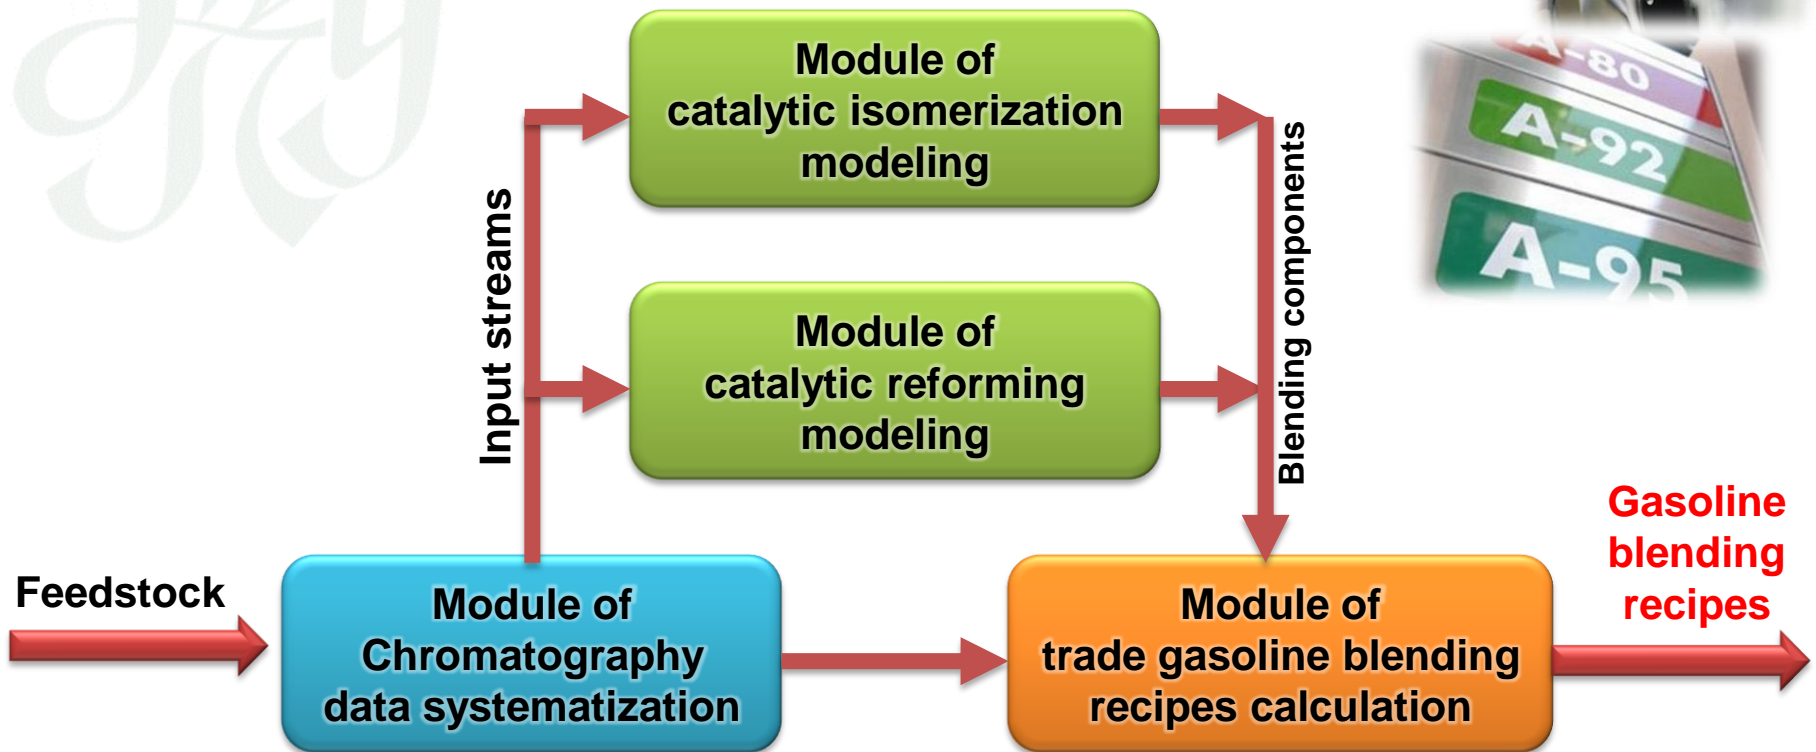 Module of
catalytic isomerization
modeling
A-80
A-92
A-95
Input streams
Blending components
Module of
catalytic reforming
modeling
Gasoline
blending
recipes
Feedstock
Module of
Chromatography
data systematization
Module of
trade gasoline blending
recipes calculation